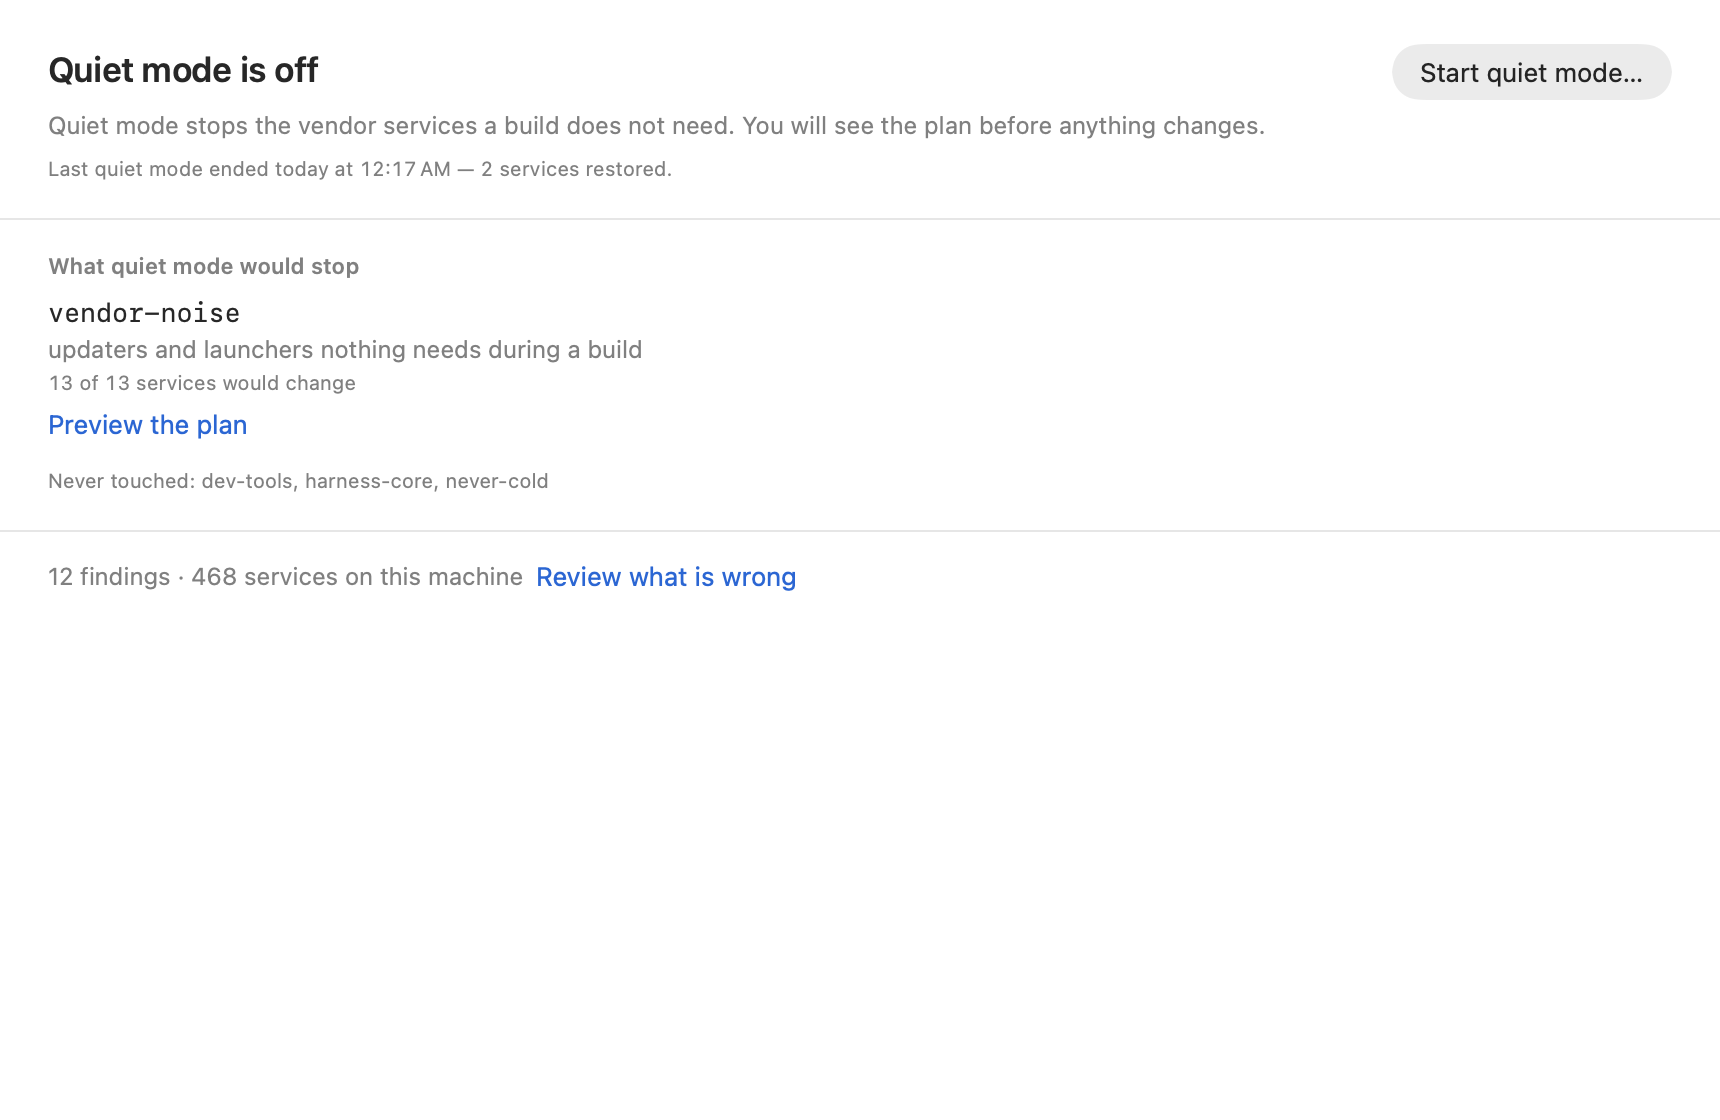 Quiet mode is off
Start quiet mode...
Quiet mode stops the vendor services a build does not need. You will see the plan before anything changes.
Last quiet mode ended today at 12:17 AM — 2 services restored.
What quiet mode would stop
vendor-noise
updaters and launchers nothing needs during a build
13 of 13 services would change
Preview the plan
Never touched: dev-tools, harness-core, never-cold
12 findings · 468 services on this machine Review what is wrong